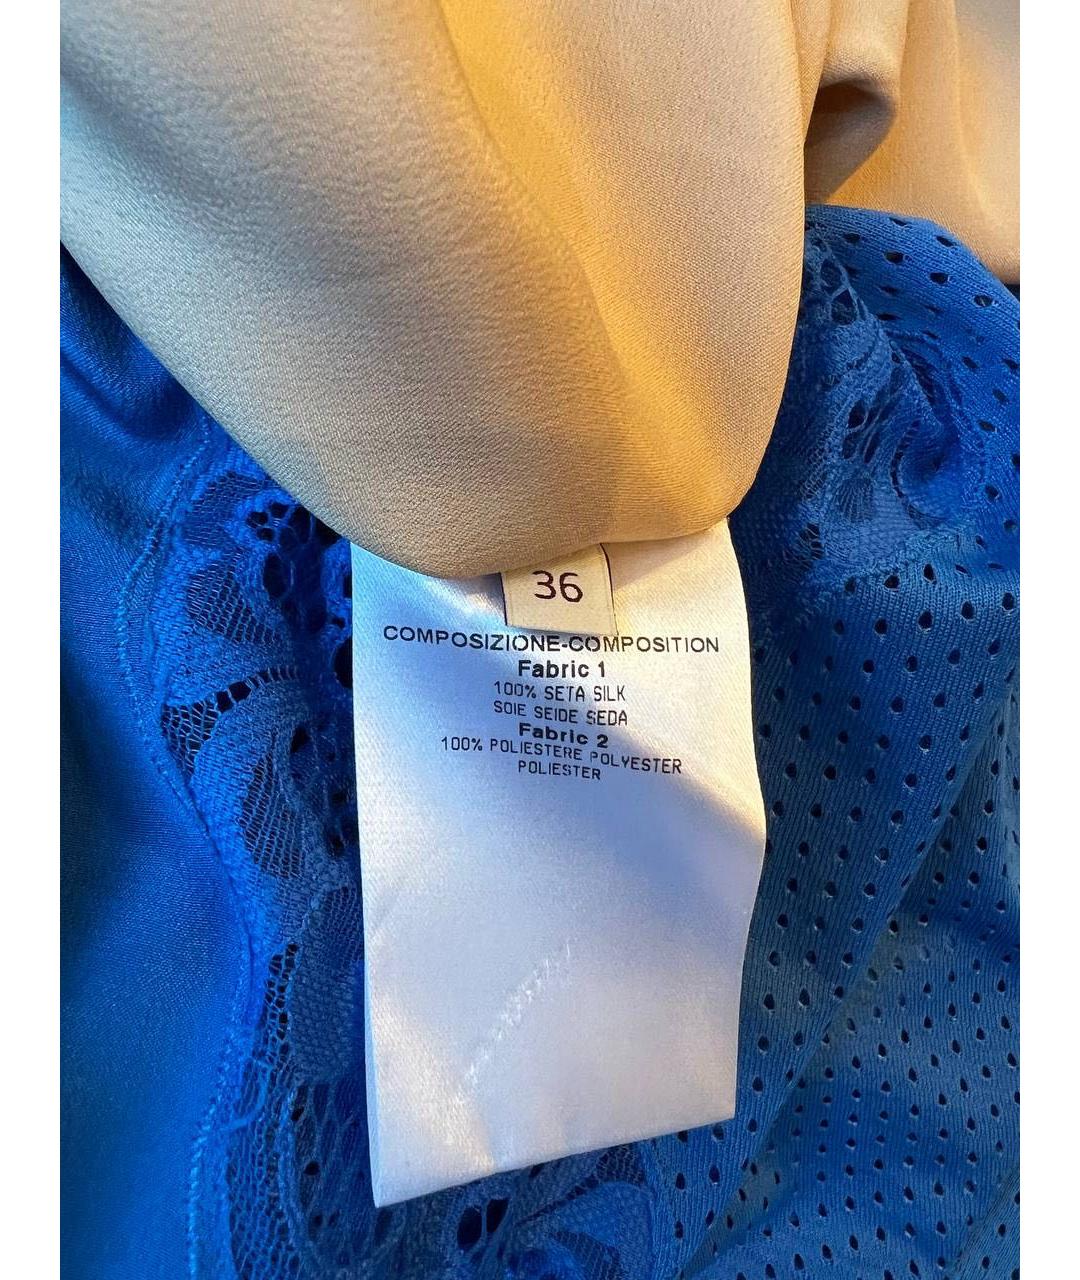 36
COMPOSIZIONE-COMPOSITION
Fabric 1
100% SETA SILK
SOIE SEIDE SEDA
Fabric 2
100% POLIESTERE POLYESTER
POLIESTER